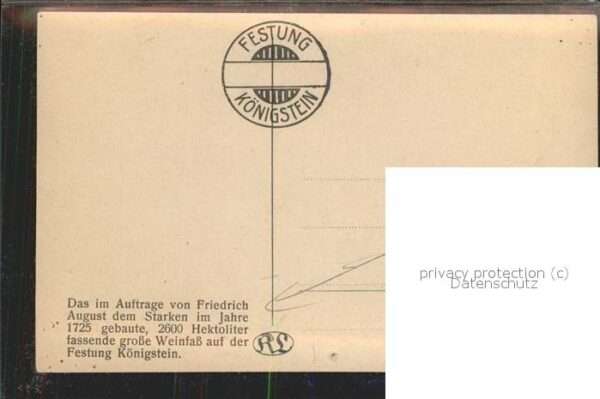 FESTUNG
KÖNIGSTEIN
privacy protection (c)
Datenschutz
Das im Auftrage von Friedrich
August dem Starken im Jahre
1725 gebaute, 2600 Hektoliter
fassende große Weinfaß auf der
Festung Königstein.